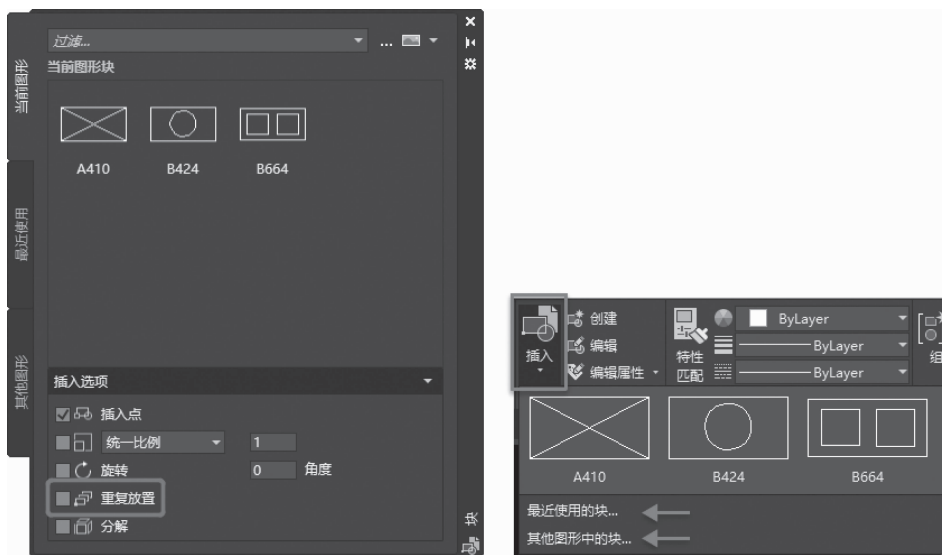 过滤...
...
当前图形块
当前图形
A410
B424
B664
最近使用
其他图形
插入选项
插入点
统一比例
1
旋转
0
角度
重复放置
分解
块
插入
创建
编辑
编辑属性
特性
匹配
ByLayer
ByLayer
ByLayer
组
A410
B424
B664
最近使用的块...
其他图形中的块...